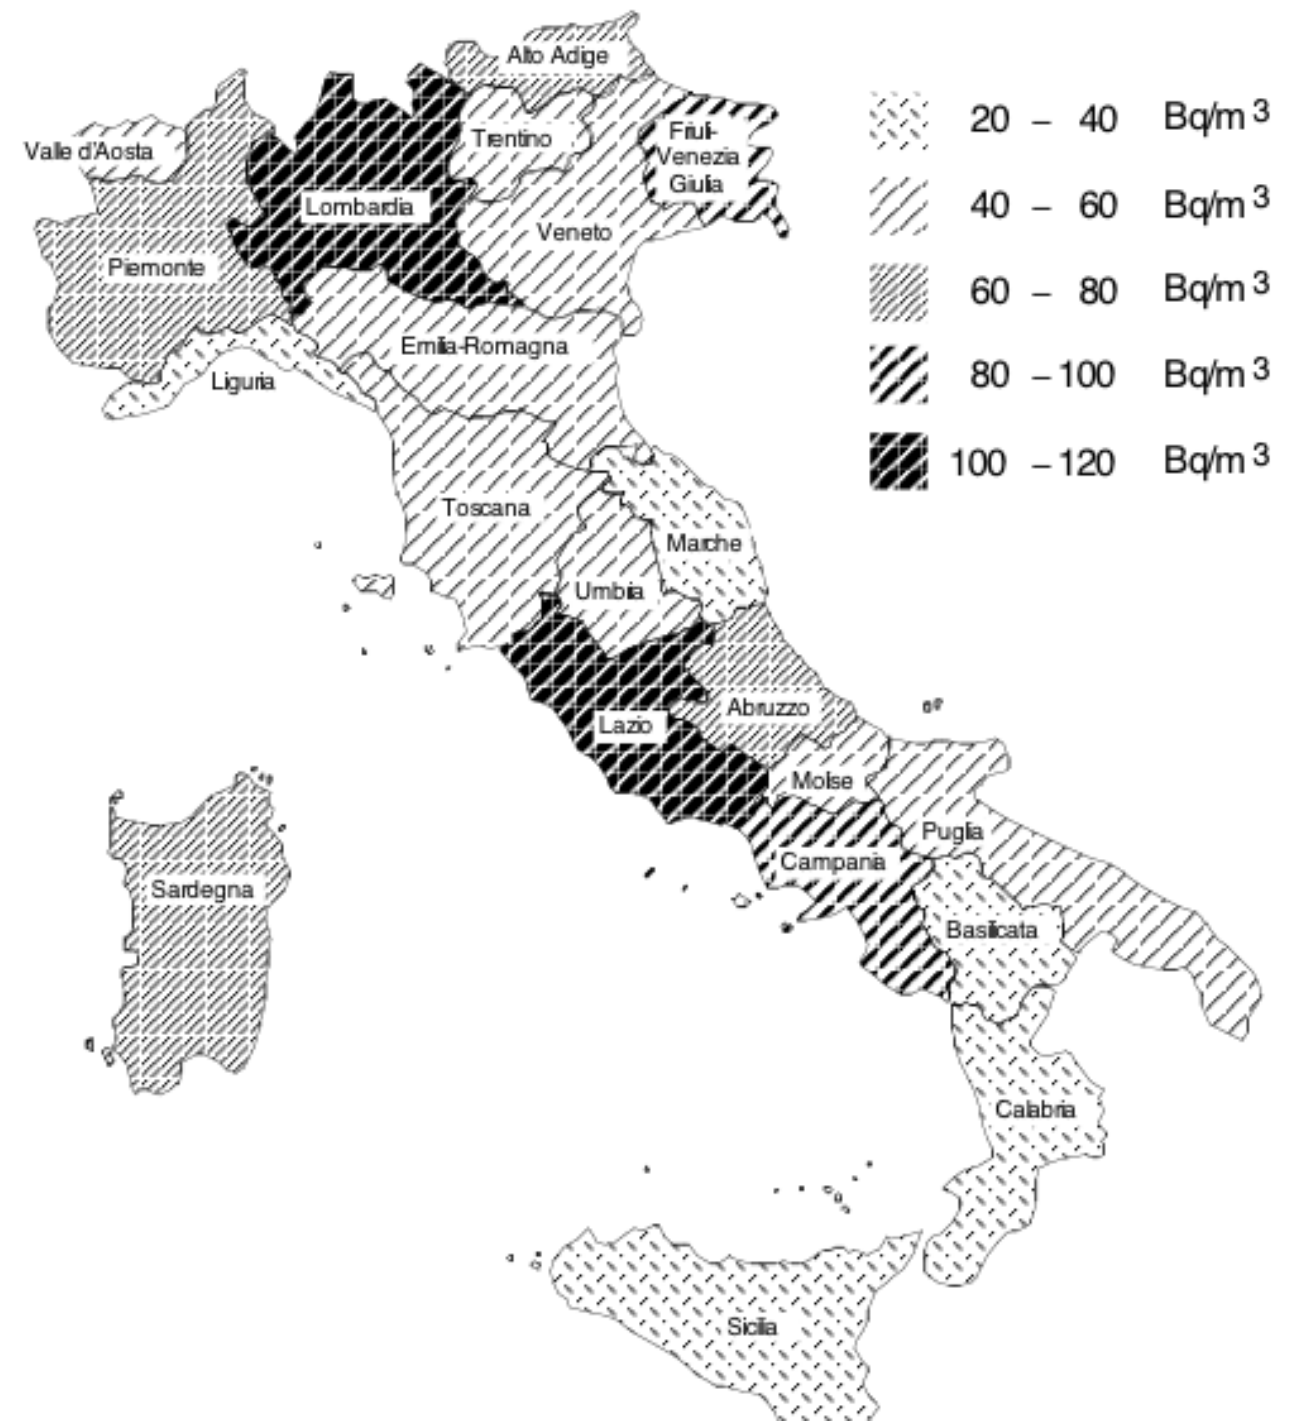 Alto Adige
Trentino
Friuli-
Venezia
Giulia
Valle d'Aosta
Lombardia
Veneto
Piemonte
Emilia-Romagna
Liguria
Toscana
Marche
Umbria
Abruzzo
Lazio
Molise
Puglia
Campania
Sardegna
Basilicata
Calabria
Sicilia
20 – 40 Bq/m³
40 – 60 Bq/m³
60 – 80 Bq/m³
80 – 100 Bq/m³
100 – 120 Bq/m³